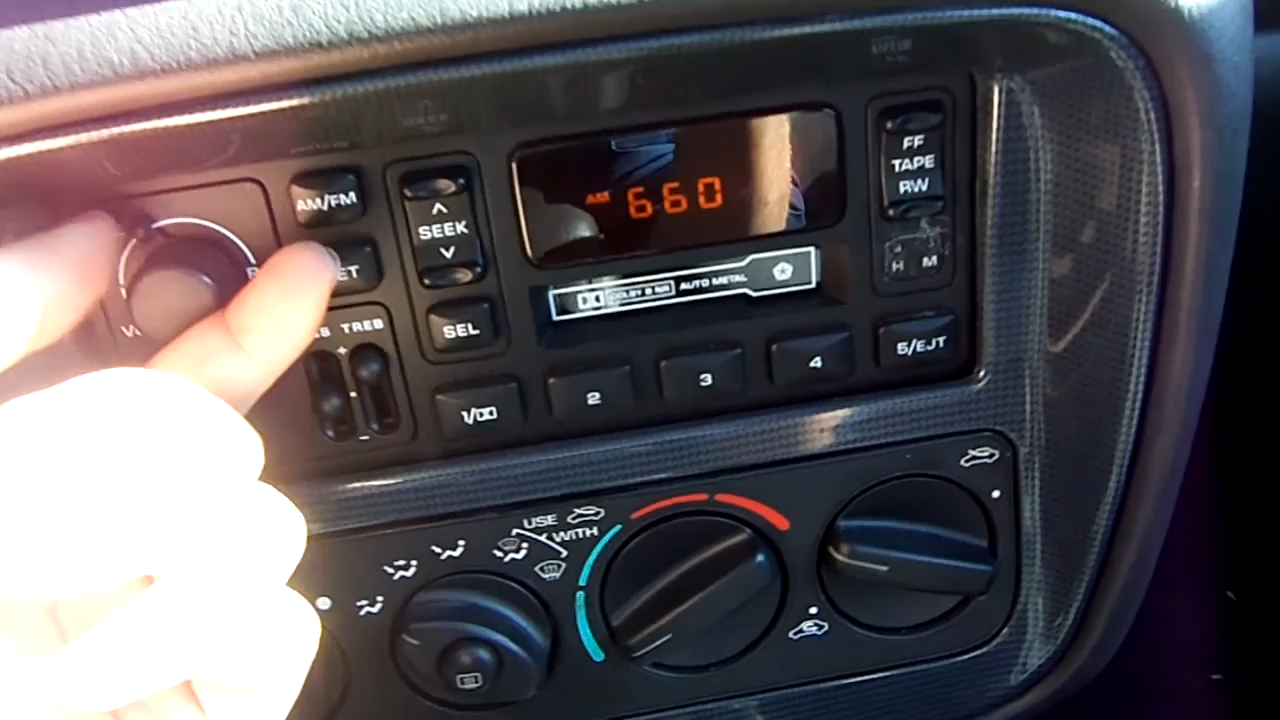 AM/FM
ET
SEEK
SEL
TREB
AM 660
DOLBY B NR AUTO METAL
FF
TAPE
RW
H M
1/
2
3
4
5/EJT
USE
WITH